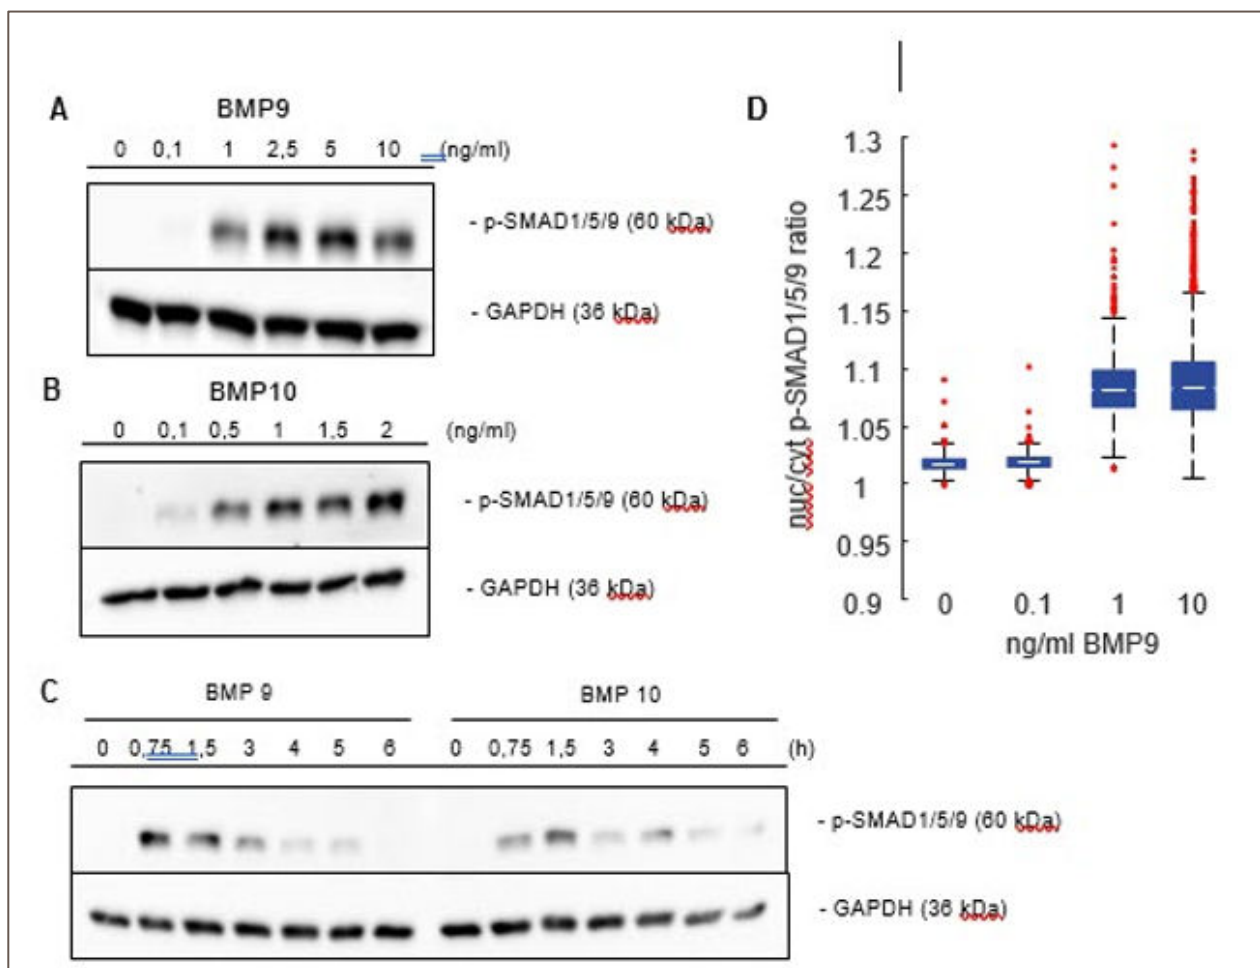 A
BMP9
0 0,1 1 2,5 5 10 (ng/ml)
- p-SMAD1/5/9 (60 kDa)
- GAPDH (36 kDa)
B
BMP10
0 0,1 0,5 1 1,5 2 (ng/ml)
- p-SMAD1/5/9 (60 kDa)
- GAPDH (36 kDa)
C
BMP 9 BMP 10
0 0,75 1,5 3 4 5 6 0 0,75 1,5 3 4 5 6 (h)
- p-SMAD1/5/9 (60 kDa)
- GAPDH (36 kDa)
D
nuc/cyt p-SMAD1/5/9 ratio
1.3
1.25
1.2
1.15
1.1
1.05
1
0.95
0.9
0 0.1 1 10
ng/ml BMP9